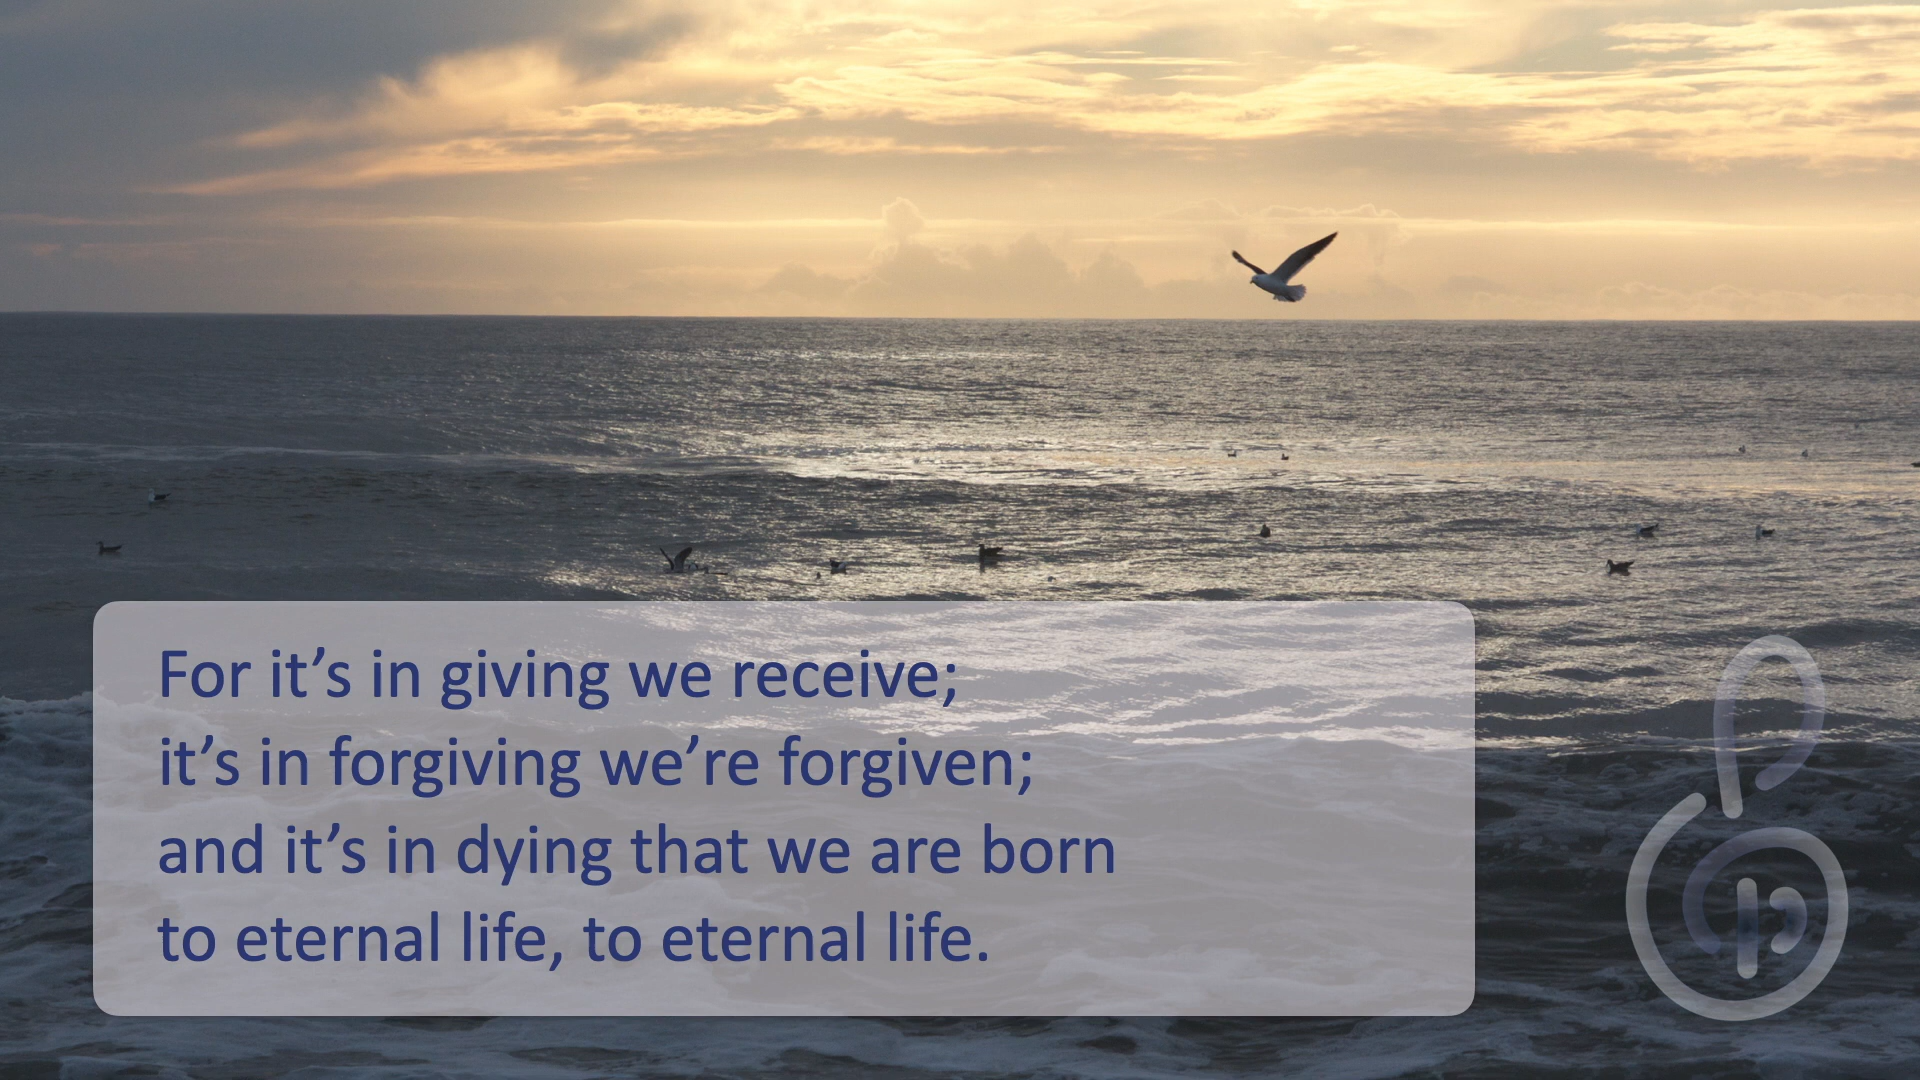 For it’s in giving we receive;
it’s in forgiving we’re forgiven;
and it’s in dying that we are born
to eternal life, to eternal life.